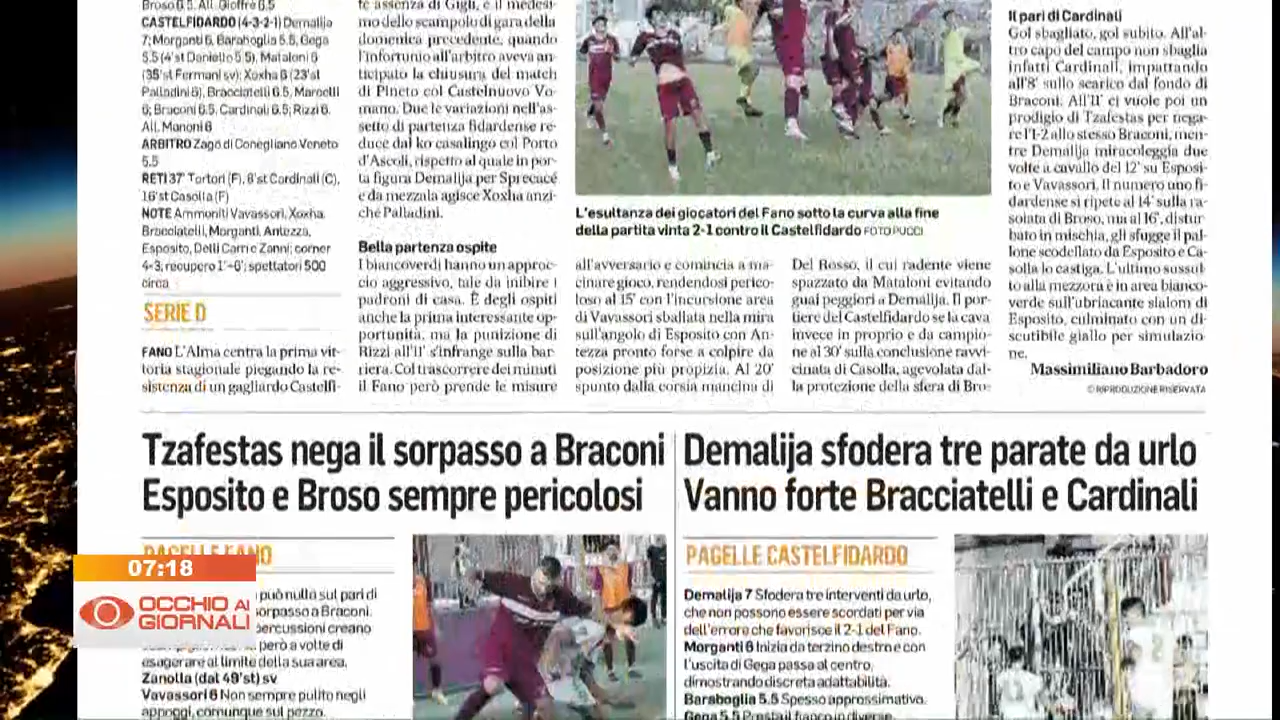 Broso 6.5. All. Gioffrè 6.5
CASTELFIDARDO (4-3-2-1) Demalija
7; Morganti 6, Baraboglia 5.5, Gega
5.5 (4'st Daniello 5.5), Mataloni 6
(35'st Fermani sv); Xoxha 6 (23'st
Palladini 6), Bracciatelli 6.5, Marcelli
6; Braconi 6.5, Cardinali 6.5; Rizzi 6.
All. Manoni 6
ARBITRO Zago di Conegliano Veneto
5.5
RETI 37' Tortori (F), 8'st Cardinali (C),
16'st Casolla (F)
NOTE Ammoniti Vavassori, Xoxha,
Bracciatelli, Morganti, Antezza,
Esposito, Delli Carri e Zanni; corner
4-3; recupero 1'-6'; spettatori 500
circa
SERIE D
FANO L'Alma centra la prima vit-
toria stagionale piegando la re-
sistenza di un gagliardo Castelfi-
te assenza di Gigli, e il medesi-
mo dello scampolo di gara della
domenica precedente, quando
l'infortunio all'arbitro aveva an-
ticipato la chiusura del match
di Pineto col Castelnuovo Vo-
mano. Due le variazioni nell'as-
setto di partenza fidardense re-
duce dal ko casalingo col Porto
d'Ascoli, rispetto al quale in por-
ta figura Demalija per Sprecacé
e da mezzala agisce Xoxha anzi-
ché Palladini.
Bella partenza ospite
I biancoverdi hanno un approc-
cio aggressivo, tale da inibire i
padroni di casa. È degli ospiti
anche la prima interessante op-
portunità, ma la punizione di
Rizzi all'11' s'infrange sulla bar-
riera. Col trascorrere dei minuti
il Fano però prende le misure
L'esultanza dei giocatori del Fano sotto la curva alla fine
della partita vinta 2-1 contro il Castelfidardo FOTO PUCCI
all'avversario e comincia a ma-
cinare gioco, rendendosi perico-
loso al 15' con l'incursione area
di Vavassori sballata nella mira
sull'angolo di Esposito con An-
tezza pronto forse a colpire da
posizione più propizia. Al 20'
spunto dalla corsia mancina di
Del Rosso, il cui radente viene
spazzato da Mataloni evitando
guai peggiori a Demalija. Il por-
tiere del Castelfidardo se la cava
invece in proprio e da campio-
ne al 30' sulla conclusione ravvi-
cinata di Casolla, agevolata dal-
la protezione della sfera di Bro-
Il pari di Cardinali
Gol sbagliato, gol subito. All'al-
tro capo del campo non sbaglia
infatti Cardinali, impattando
all'8' sullo scarico dal fondo di
Braconi. All'11' ci vuole poi un
prodigio di Tzafestas per nega-
re l'1-2 allo stesso Braconi, men-
tre Demalija miracoleggia due
volte a cavallo del 12' su Esposi-
to e Vavassori. Il numero uno fi-
dardense si ripete al 14' sulla ra-
solata di Broso, ma al 16', distur-
bato in mischia, gli sfugge il pal-
lone scodellato da Esposito e Ca-
solla lo castiga. L'ultimo sussul-
to alla mezzora è in area bianco-
verde sull'ubriacante slalom di
Esposito, culminato con un di-
scutibile giallo per simulazio-
ne.
Massimiliano Barbadoro
© RIPRODUZIONE RISERVATA
Tzafestas nega il sorpasso a Braconi
Esposito e Broso sempre pericolosi
PAGELLE FANO
può nulla sul pari di
sorpasso a Braconi.
percussioni creano
però a volte di
esagerare al limite della sua area.
Zanolla (dal 49'st) sv
Vavassori 6 Non sempre pulito negli
appoggi, comunque sul pezzo.
Demalija sfodera tre parate da urlo
Vanno forte Bracciatelli e Cardinali
PAGELLE CASTELFIDARDO
Demalija 7 Sfodera tre interventi da urlo,
che non possono essere scordati per via
dell'errore che favorisce il 2-1 del Fano.
Morganti 6 Inizia da terzino destro e con
l'uscita di Gega passa al centro,
dimostrando discreta adattabilità.
Baraboglia 5.5 Spesso approssimativo.
Gega 5.5 Presta il fianco in diverse
07:18
OCCHIO AI
GIORNALI